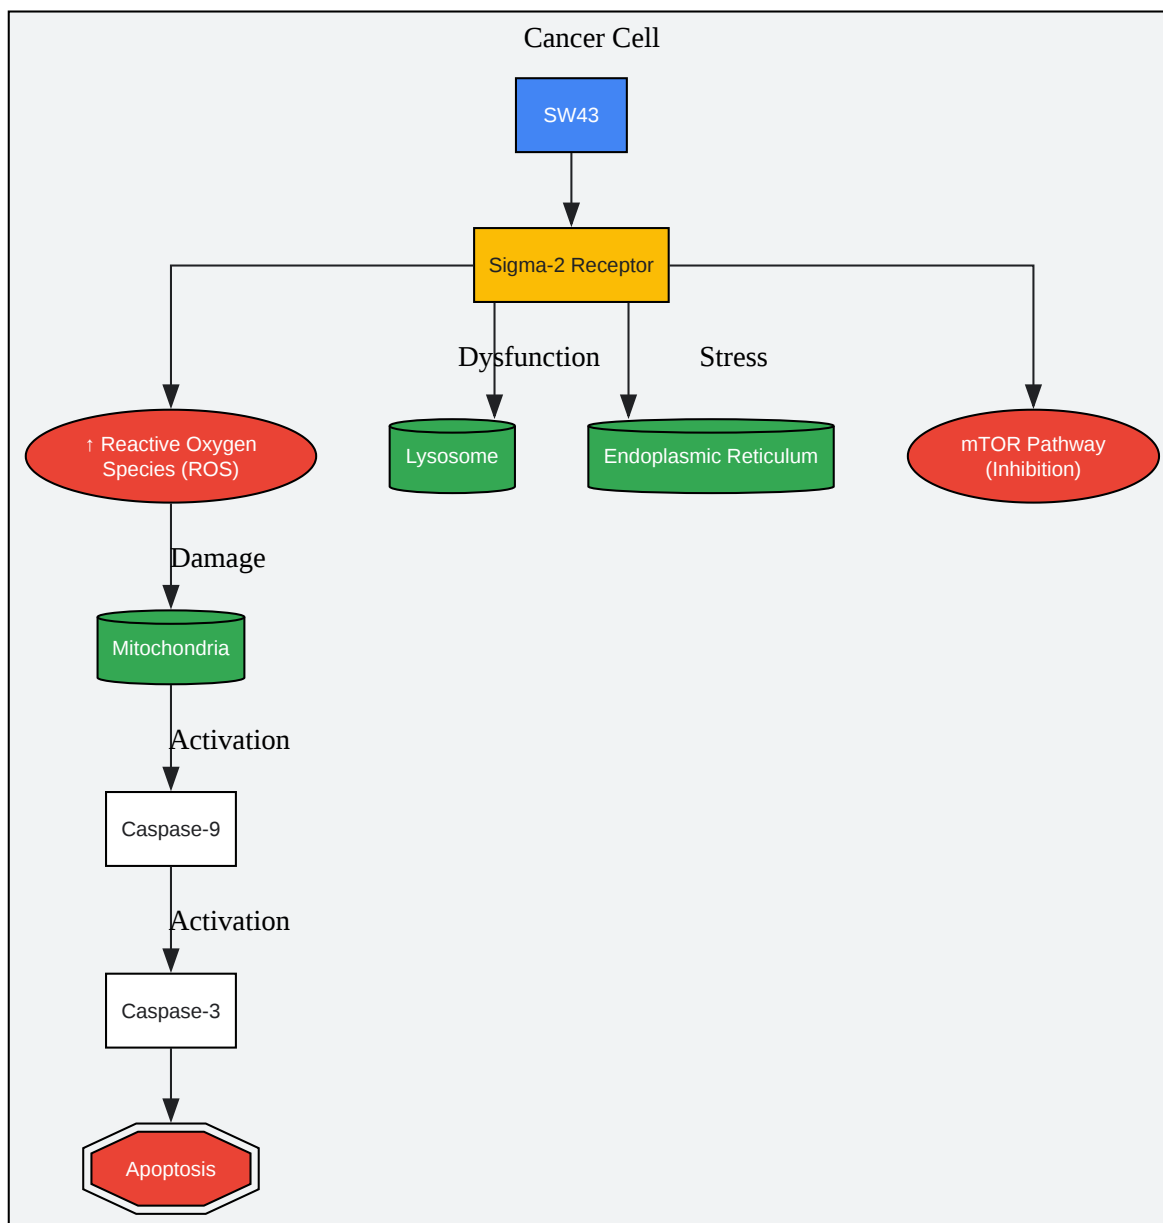 Cancer Cell
SW43
Sigma-2 Receptor
Dysfunction
Stress
↑ Reactive Oxygen
Species (ROS)
Lysosome
Endoplasmic Reticulum
mTOR Pathway
(Inhibition)
Damage
Mitochondria
Activation
Caspase-9
Activation
Caspase-3
Apoptosis